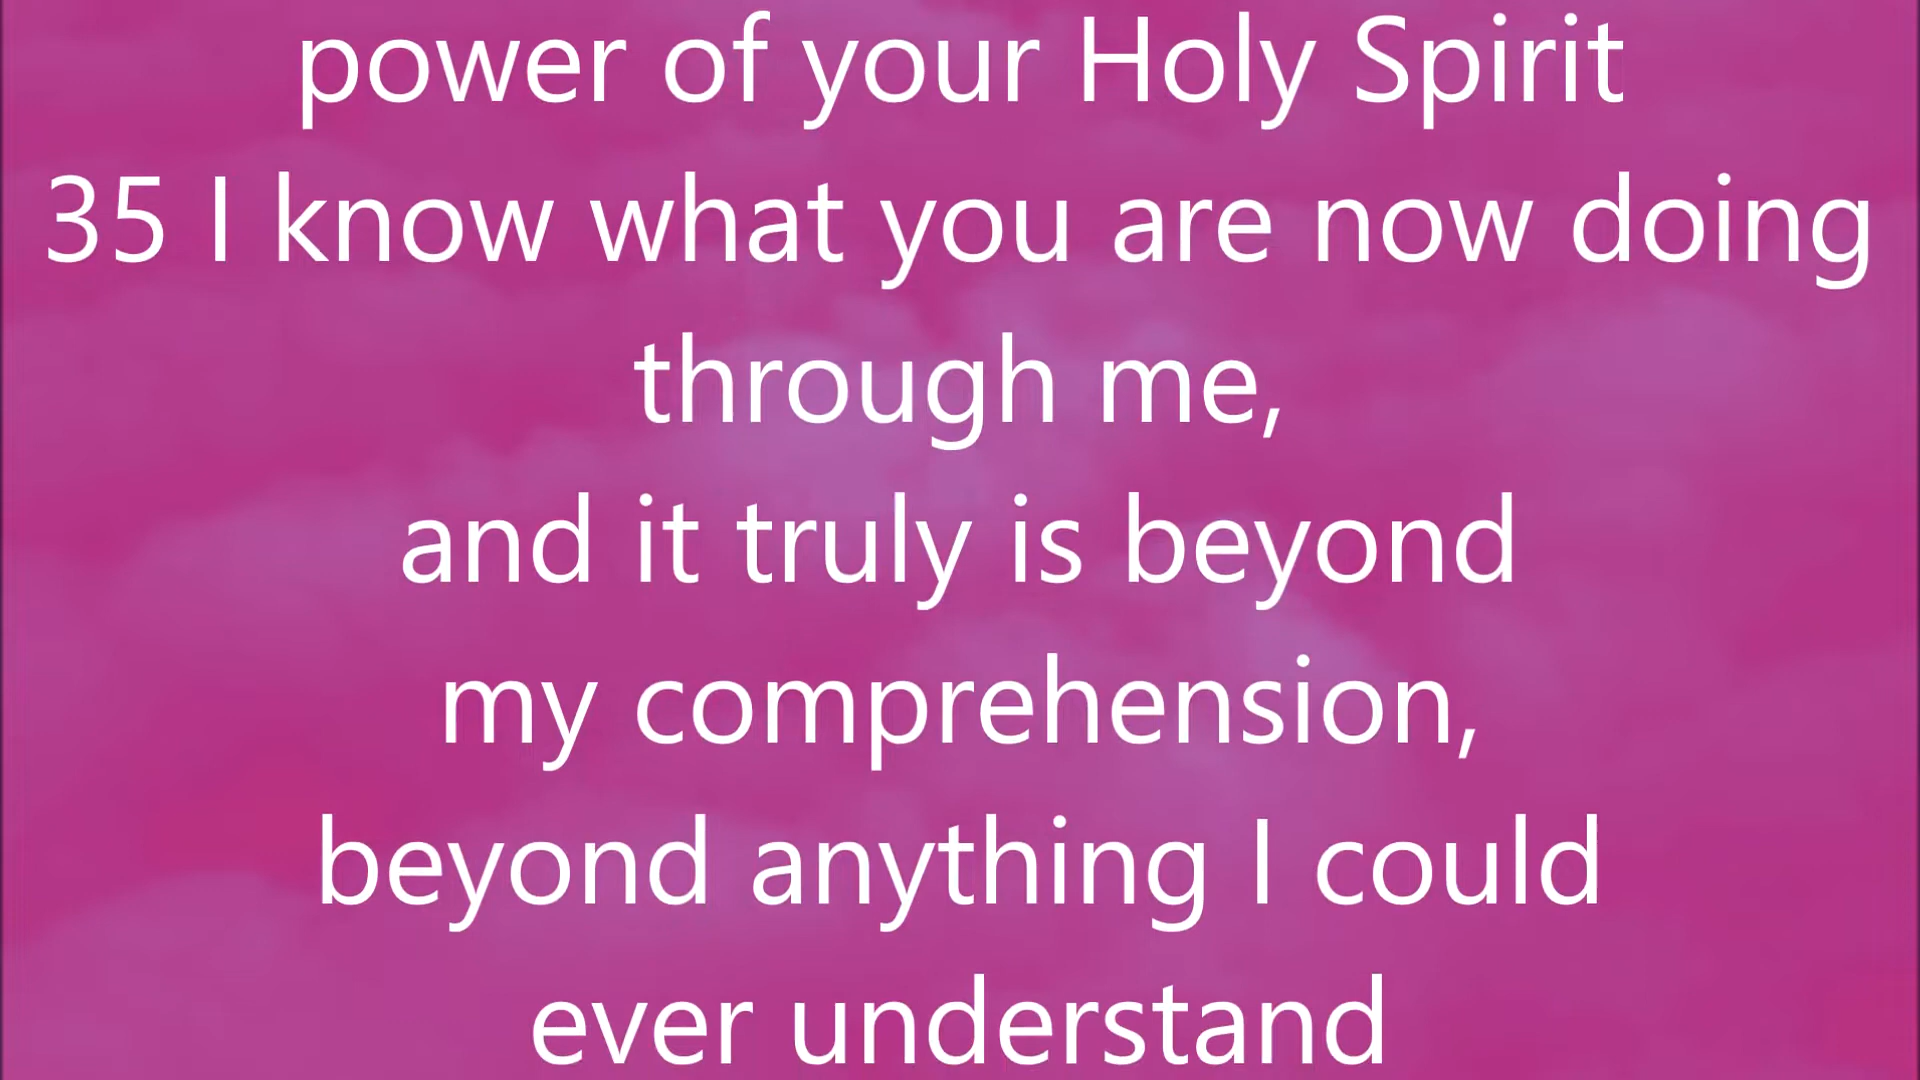 power of your Holy Spirit
35 I know what you are now doing
through me,
and it truly is beyond
my comprehension,
beyond anything I could
ever understand